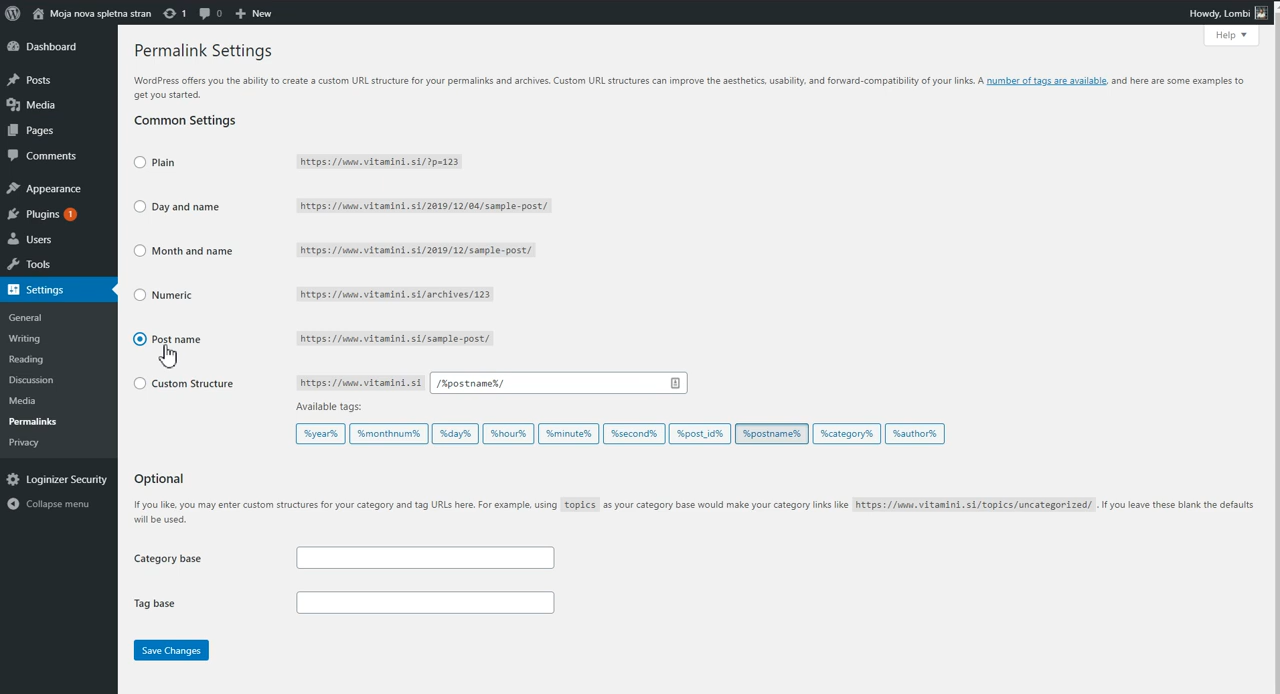 Moja nova spletna stran 1 0 + New Howdy, Lombi
Help
Dashboard
Posts
Media
Pages
Comments
Appearance
Plugins 1
Users
Tools
Settings
General
Writing
Reading
Discussion
Media
Permalinks
Privacy
Loginizer Security
Collapse menu
Permalink Settings
WordPress offers you the ability to create a custom URL structure for your permalinks and archives. Custom URL structures can improve the aesthetics, usability, and forward-compatibility of your links. A number of tags are available, and here are some examples to
get you started.
Common Settings
Plain https://www.vitamini.si/?p=123
Day and name https://www.vitamini.si/2019/12/04/sample-post/
Month and name https://www.vitamini.si/2019/12/sample-post/
Numeric https://www.vitamini.si/archives/123
Post name https://www.vitamini.si/sample-post/
Custom Structure https://www.vitamini.si /%postname%/
Available tags:
%year% %monthnum% %day% %hour% %minute% %second% %post_id% %postname% %category% %author%
Optional
If you like, you may enter custom structures for your category and tag URLs here. For example, using topics as your category base would make your category links like https://www.vitamini.si/topics/uncategorized/ . If you leave these blank the defaults
will be used.
Category base
Tag base
Save Changes